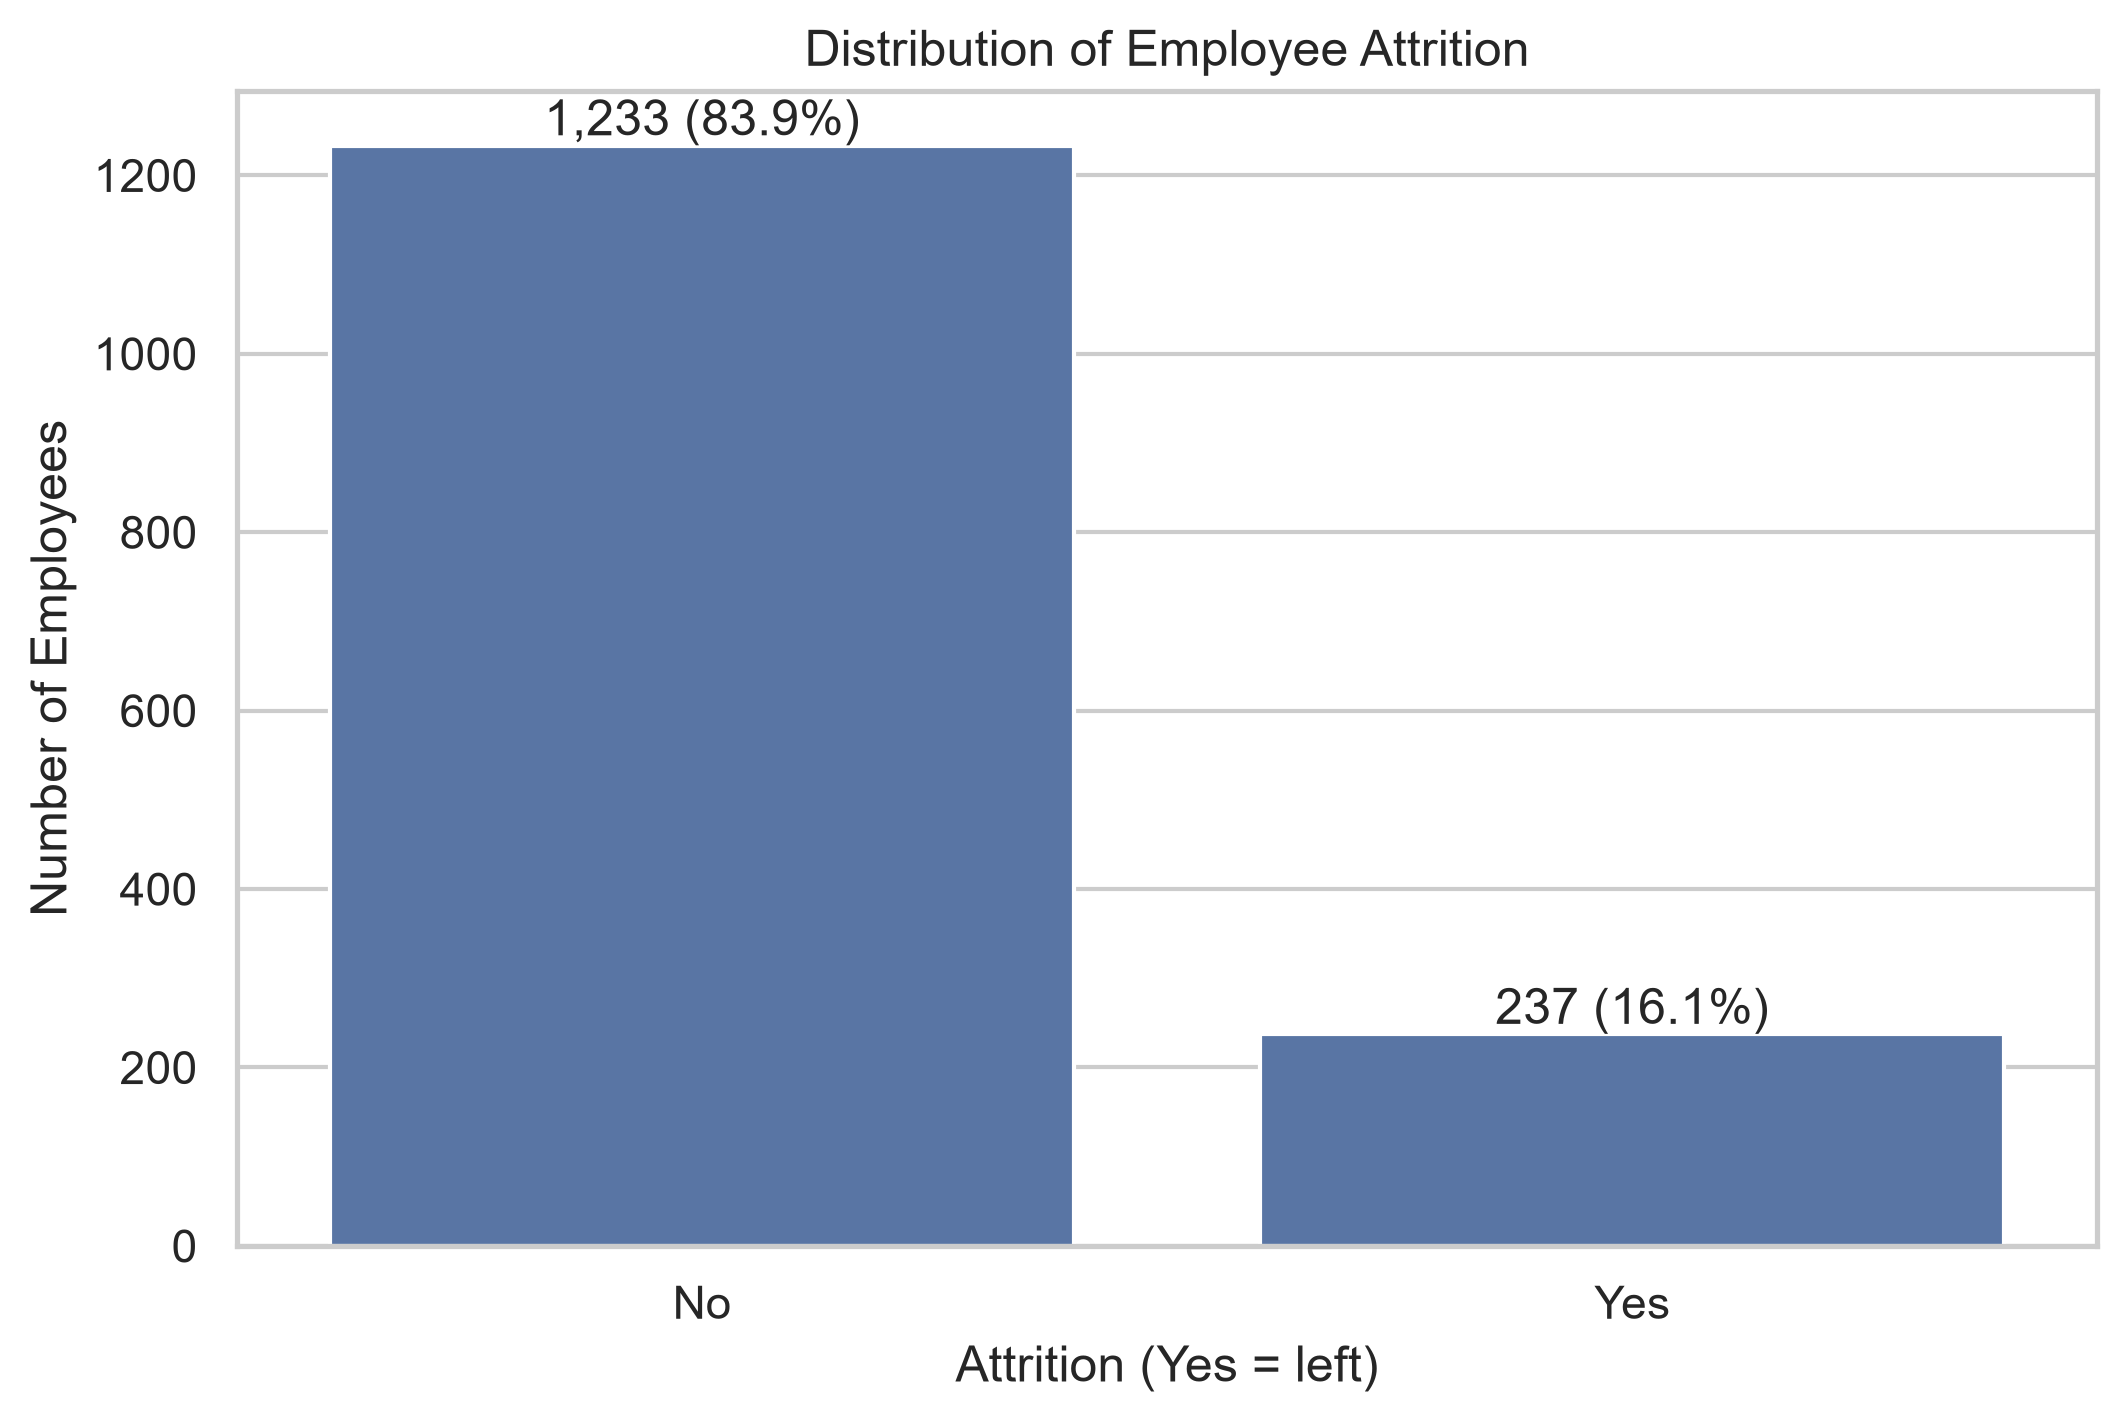 Distribution of Employee Attrition
1,233 (83.9%)
1200
1000
800
600
400
237 (16.1%)
200
0
Number of Employees
No
Yes
Attrition (Yes = left)